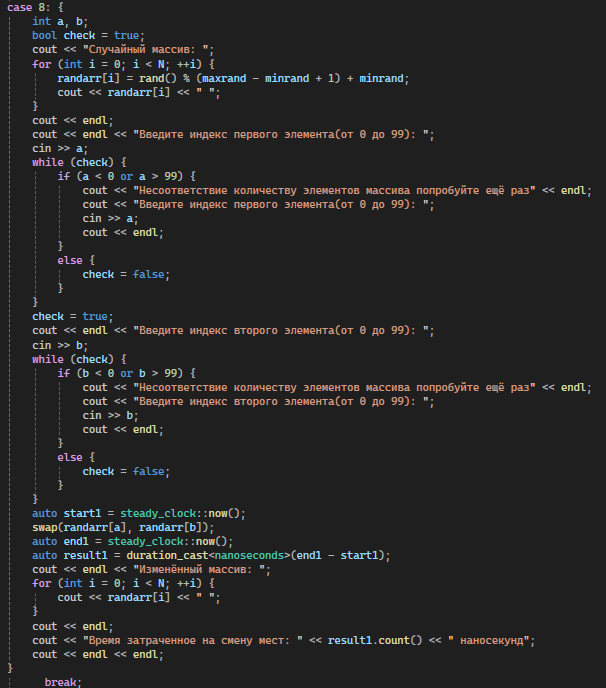 case 8: {
    int a, b;
    bool check = true;
    cout << "Случайный массив: ";
    for (int i = 0; i < N; ++i) {
        randarr[i] = rand() % (maxrand - minrand + 1) + minrand;
        cout << randarr[i] << " ";
    }
    cout << endl;
    cout << endl << "Введите индекс первого элемента(от 0 до 99): ";
    cin >> a;
    while (check) {
        if (a < 0 or a > 99) {
            cout << "Несоответствие количеству элементов массива попробуйте ещё раз" << endl;
            cout << "Введите индекс первого элемента(от 0 до 99): ";
            cin >> a;
            cout << endl;
        }
        else {
            check = false;
        }
    }
    check = true;
    cout << endl << "Введите индекс второго элемента(от 0 до 99): ";
    cin >> b;
    while (check) {
        if (b < 0 or b > 99) {
            cout << "Несоответствие количеству элементов массива попробуйте ещё раз" << endl;
            cout << "Введите индекс второго элемента(от 0 до 99): ";
            cin >> b;
            cout << endl;
        }
        else {
            check = false;
        }
    }
    auto start1 = steady_clock::now();
    swap(randarr[a], randarr[b]);
    auto end1 = steady_clock::now();
    auto result1 = duration_cast<nanoseconds>(end1 - start1);
    cout << endl << "Изменённый массив: ";
    for (int i = 0; i < N; ++i) {
        cout << randarr[i] << " ";
    }
    cout << endl;
    cout << "Время затраченное на смену мест: " << result1.count() << " наносекунд";
    cout << endl << endl;
}
      break;